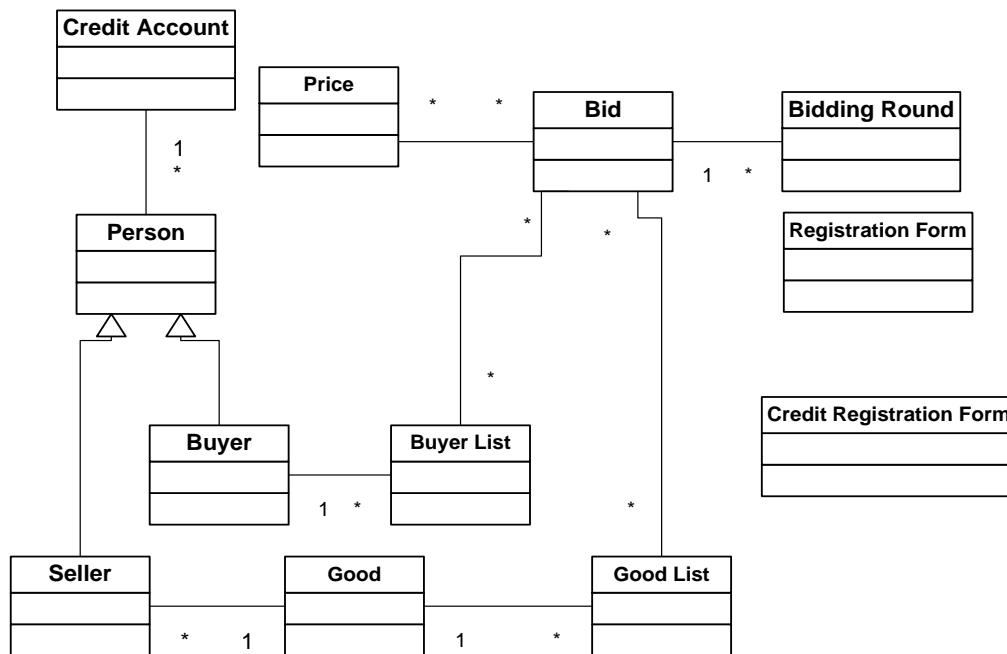 Credit Account
Price
* *
Bid
Bidding Round
1
*
1 *
Person
*
*
Registration Form
*
Credit Registration Form
Buyer
Buyer List
1 *
*
Seller
Good
Good List
* 1
1 *